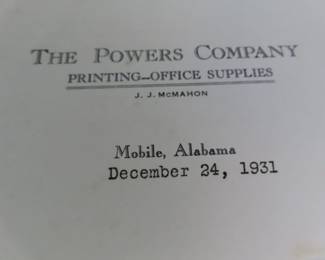 The Powers Company
PRINTING—OFFICE SUPPLIES
J. J. McMAHON
Mobile, Alabama
December 24, 1931